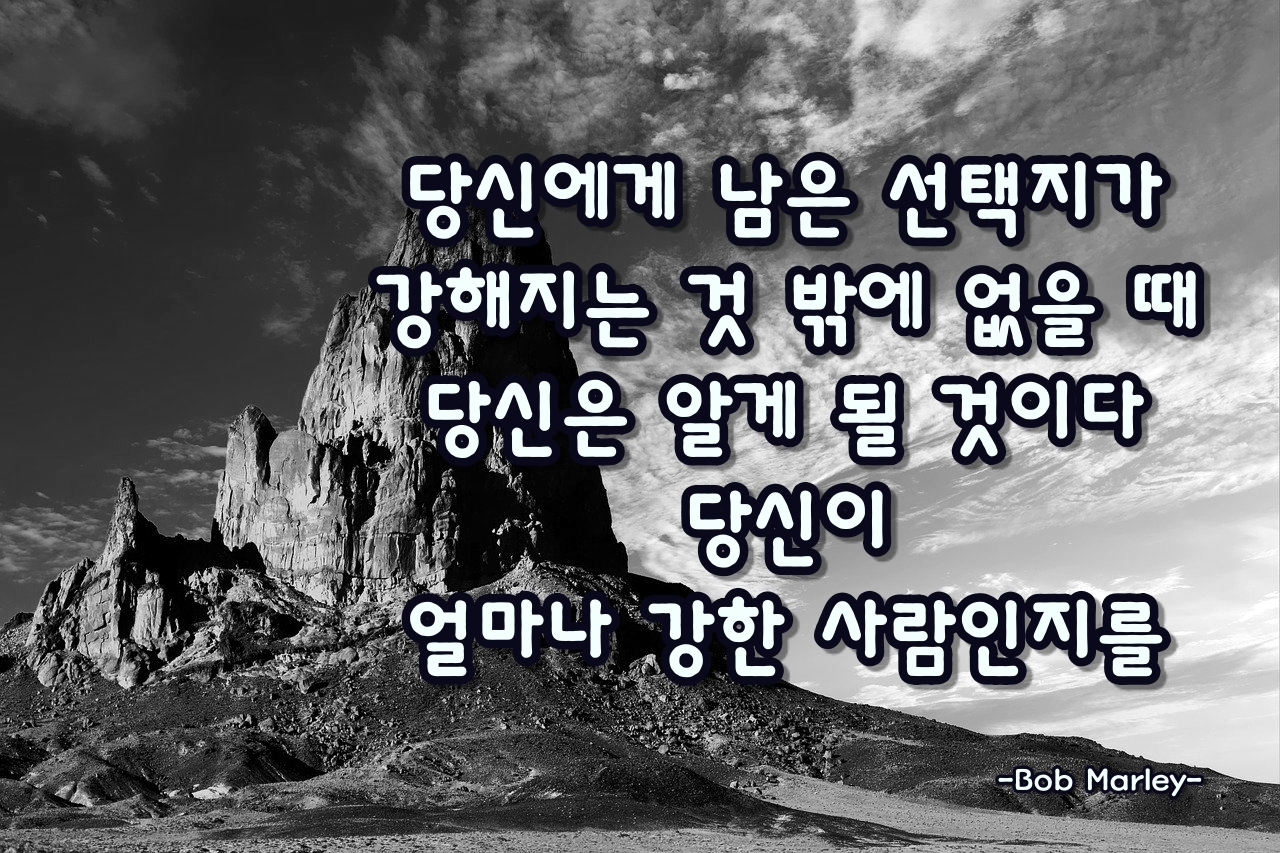 당신에게 남은 선택지가
강해지는 것 밖에 없을 때
당신은 알게 될 것이다
당신이
얼마나 강한 사람인지를
-Bob Marley-